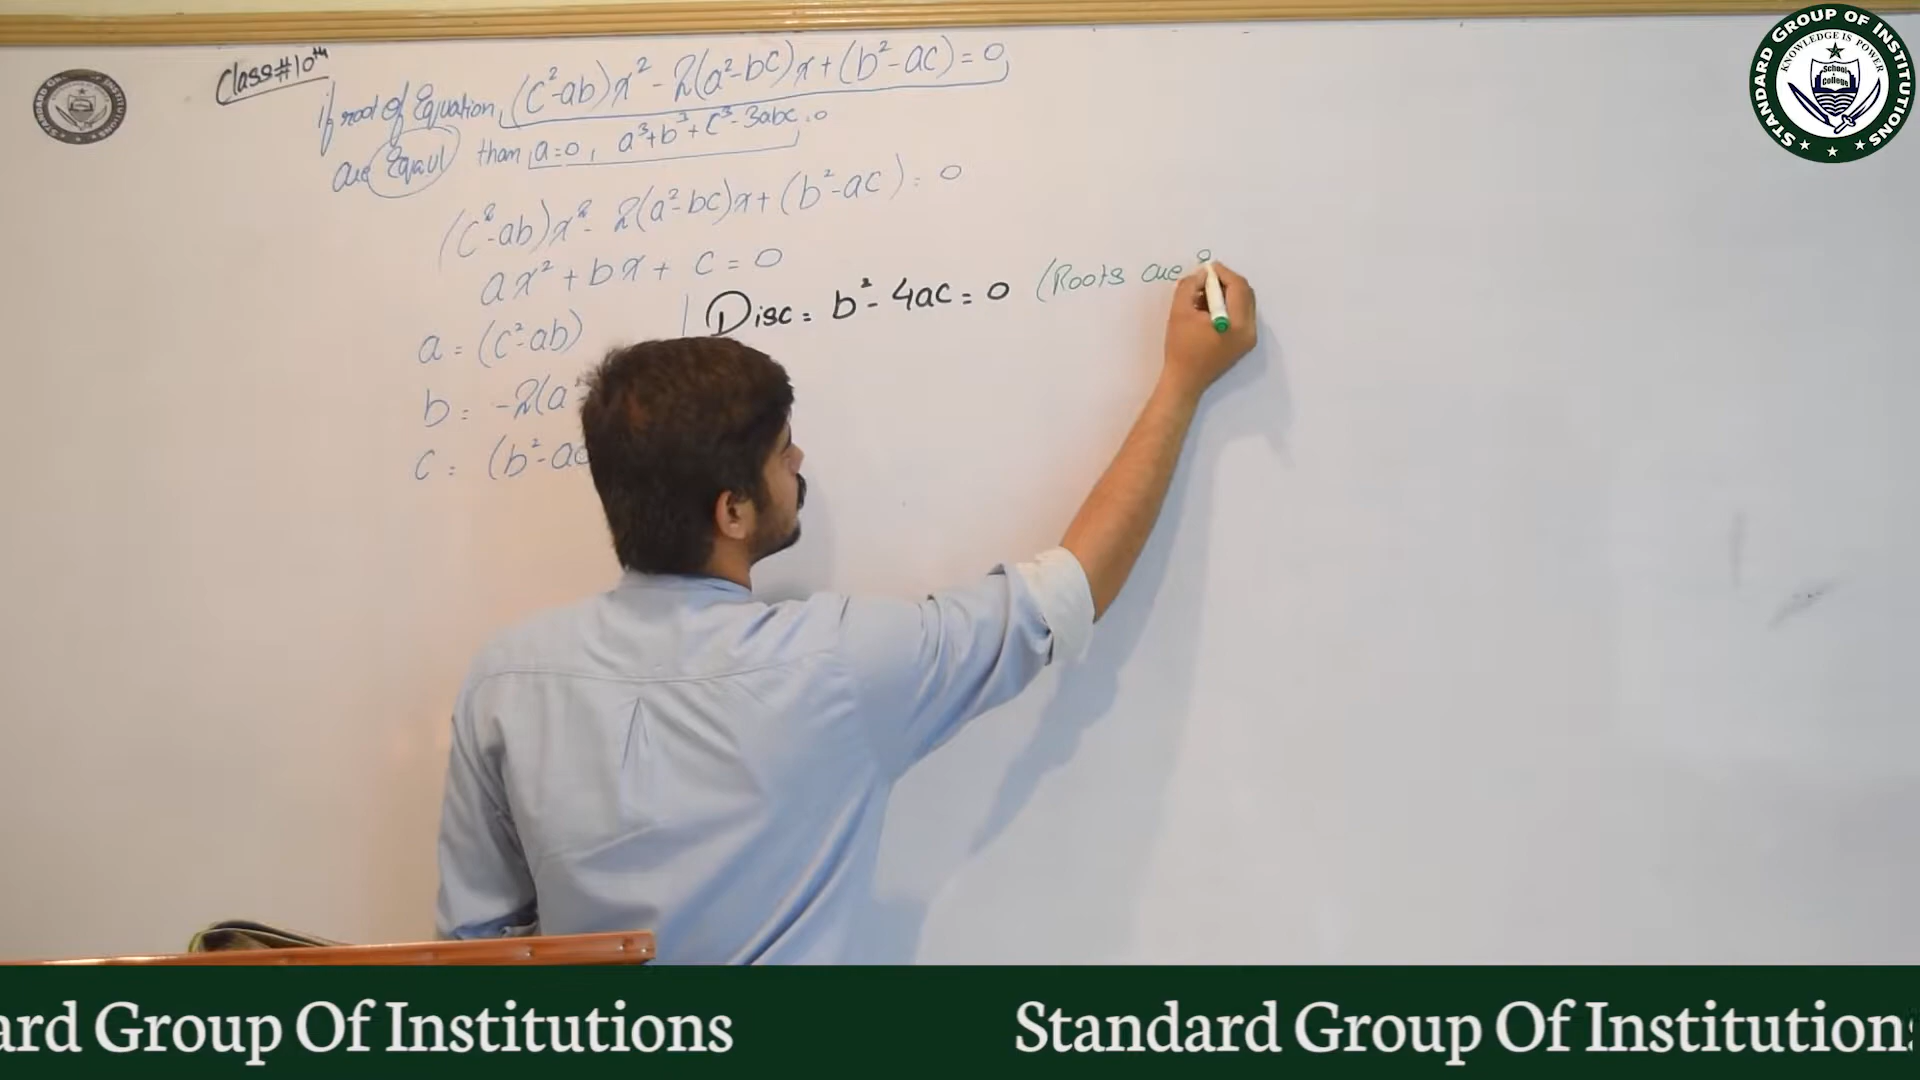 Class#10th
If root of Equation, (c²-ab)x² - 2(a²-bc)x + (b²-ac) = 0
are Eqaul than a=0, a³+b³+c³-3abc=0
(c²-ab)x² - 2(a²-bc)x + (b²-ac) = 0
ax² + bx + c = 0
Disc = b² - 4ac = 0 (Roots are
a = (c²-ab)
b = -2(a
c = (b²-ac
STANDARD GROUP OF INSTITUTIONS
KNOWLEDGE IS POWER
School & College
ard Group Of Institutions Standard Group Of Institutions